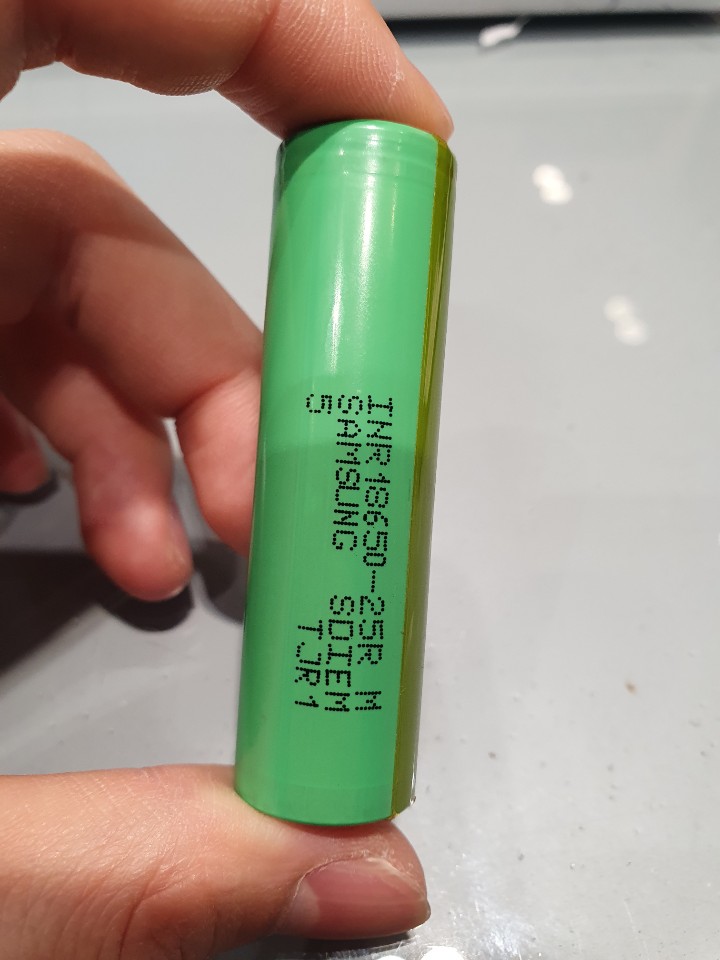 INR18650-25R M
SAMSUNG SDIEM
5 TJR1